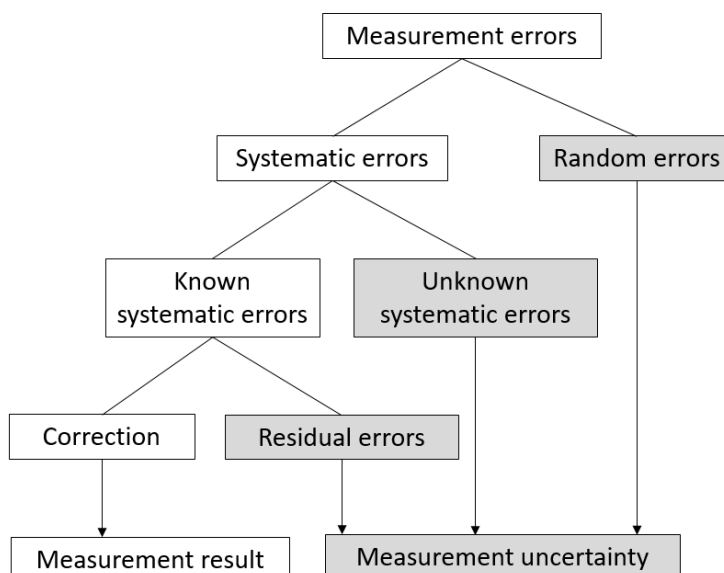 Measurement errors
Systematic errors
Random errors
Known
systematic errors
Unknown
systematic errors
Correction
Residual errors
Measurement result
Measurement uncertainty